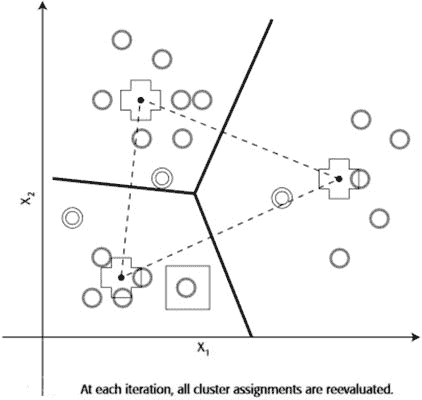 X2
X1
At each iteration, all cluster assignments are reevaluated.